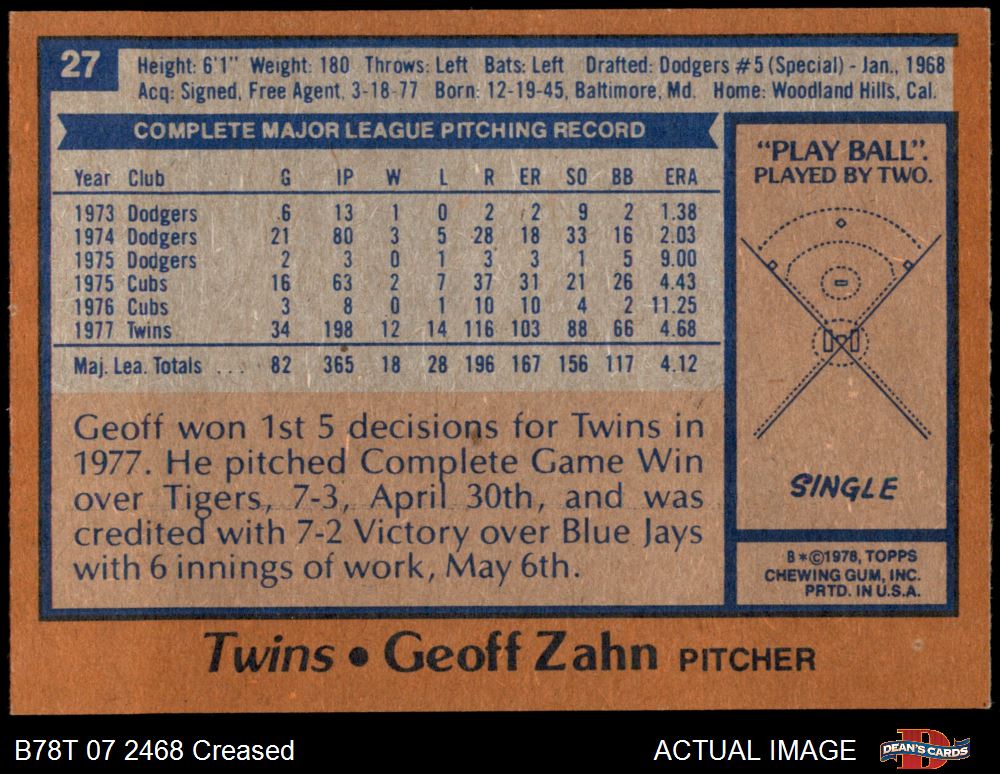 27
Height: 6'1" Weight: 180 Throws: Left Bats: Left Drafted: Dodgers #5 (Special) - Jan., 1968
Acq: Signed, Free Agent, 3-18-77 Born: 12-19-45, Baltimore, Md. Home: Woodland Hills, Cal.
COMPLETE MAJOR LEAGUE PITCHING RECORD
Year Club G IP W L R ER SO BB ERA
1973 Dodgers 6 13 1 0 2 2 9 2 1.38
1974 Dodgers 21 80 3 5 28 18 33 16 2.03
1975 Dodgers 2 3 0 1 3 3 1 5 9.00
1975 Cubs 16 63 2 7 37 31 21 26 4.43
1976 Cubs 3 8 0 1 10 10 4 2 11.25
1977 Twins 34 198 12 14 116 103 88 66 4.68
Maj. Lea. Totals ... 82 365 18 28 196 167 156 117 4.12
Geoff won 1st 5 decisions for Twins in
1977. He pitched Complete Game Win
over Tigers, 7-3, April 30th, and was
credited with 7-2 Victory over Blue Jays
with 6 innings of work, May 6th.
"PLAY BALL".
PLAYED BY TWO.
SINGLE
B*©1978, TOPPS
CHEWING GUM, INC.
PRTD. IN U.S.A.
Twins • Geoff Zahn PITCHER
B78T 07 2468 Creased
ACTUAL IMAGE
DEAN'S CARDS